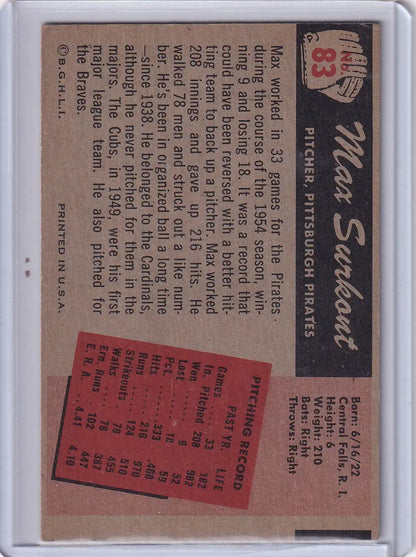 No
83
Max Surkont
PITCHER, PITTSBURGH PIRATES
Born: 6/16/22
Central Falls, R. I.
Height: 6
Weight: 210
Bats: Right
Throws: Right
Max worked in 33 games for the Pirates
during the course of the 1954 season, win-
ning 9 and losing 18. It was a record that
could have been reversed with a better hit-
ting team to back up a pitcher. Max worked
208 innings and gave up 216 hits. He
walked 78 men and struck out a like num-
ber. He's been in organized ball a long time
—since 1938. He belonged to the Cardinals,
although he never pitched for them in the
majors. The Cubs, in 1949, were his first
major league team. He also pitched for
the Braves.
PITCHING RECORD
PAST YR. LIFE
Games 33 182
In. Pitched 208 982
Won 9 52
Lost 18 59
Pct. .333 .468
Hits 216 970
Runs 124 510
Strikeouts 78 455
Walks 78 387
Ern. Runs 102 447
E. R. A. 4.41 4.10
©B.G.H.L.I. PRINTED IN U.S.A.